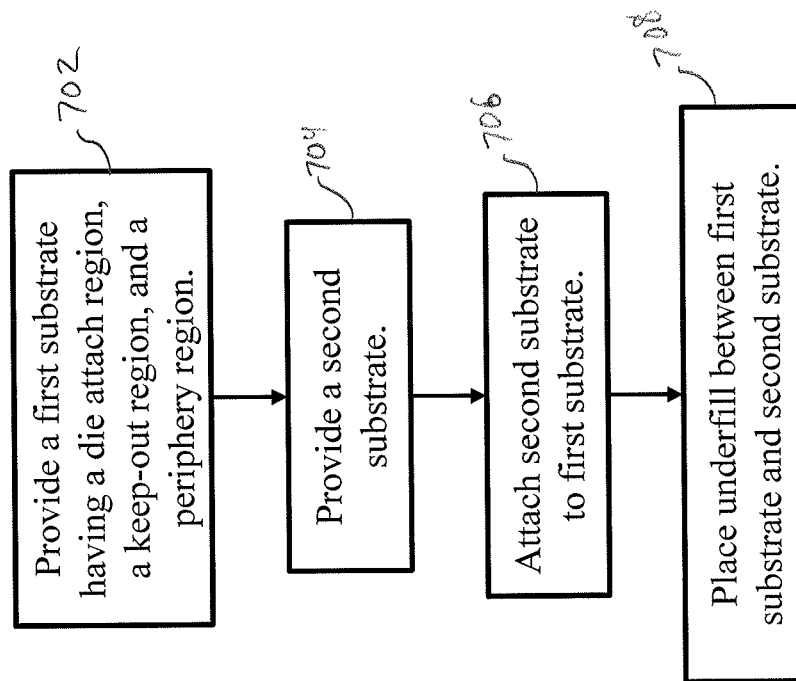 702
Provide a first substrate
having a die attach region,
a keep-out region, and a
periphery region.
704
Provide a second
substrate.
706
Attach second substrate
to first substrate.
708
Place underfill between first
substrate and second substrate.